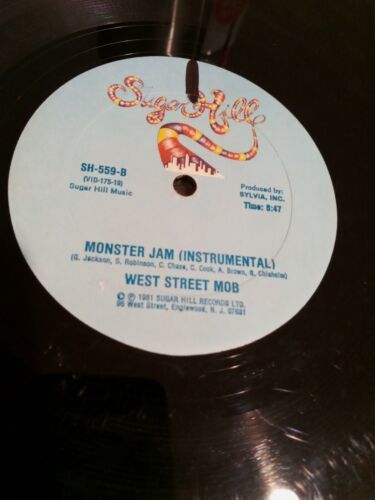 Sugar Hill
SH-559-B
(VID-175-18)
Sugar Hill Music
Produced by:
SYLVIA, INC.
Time: 8:47
MONSTER JAM (INSTRUMENTAL)
(G. Jackson, S. Robinson, C. Chase, C. Cook, A. Brown, B. Chisholm)
WEST STREET MOB
© ℗ 1981 SUGAR HILL RECORDS LTD.
96 West Street, Englewood, N. J. 07631